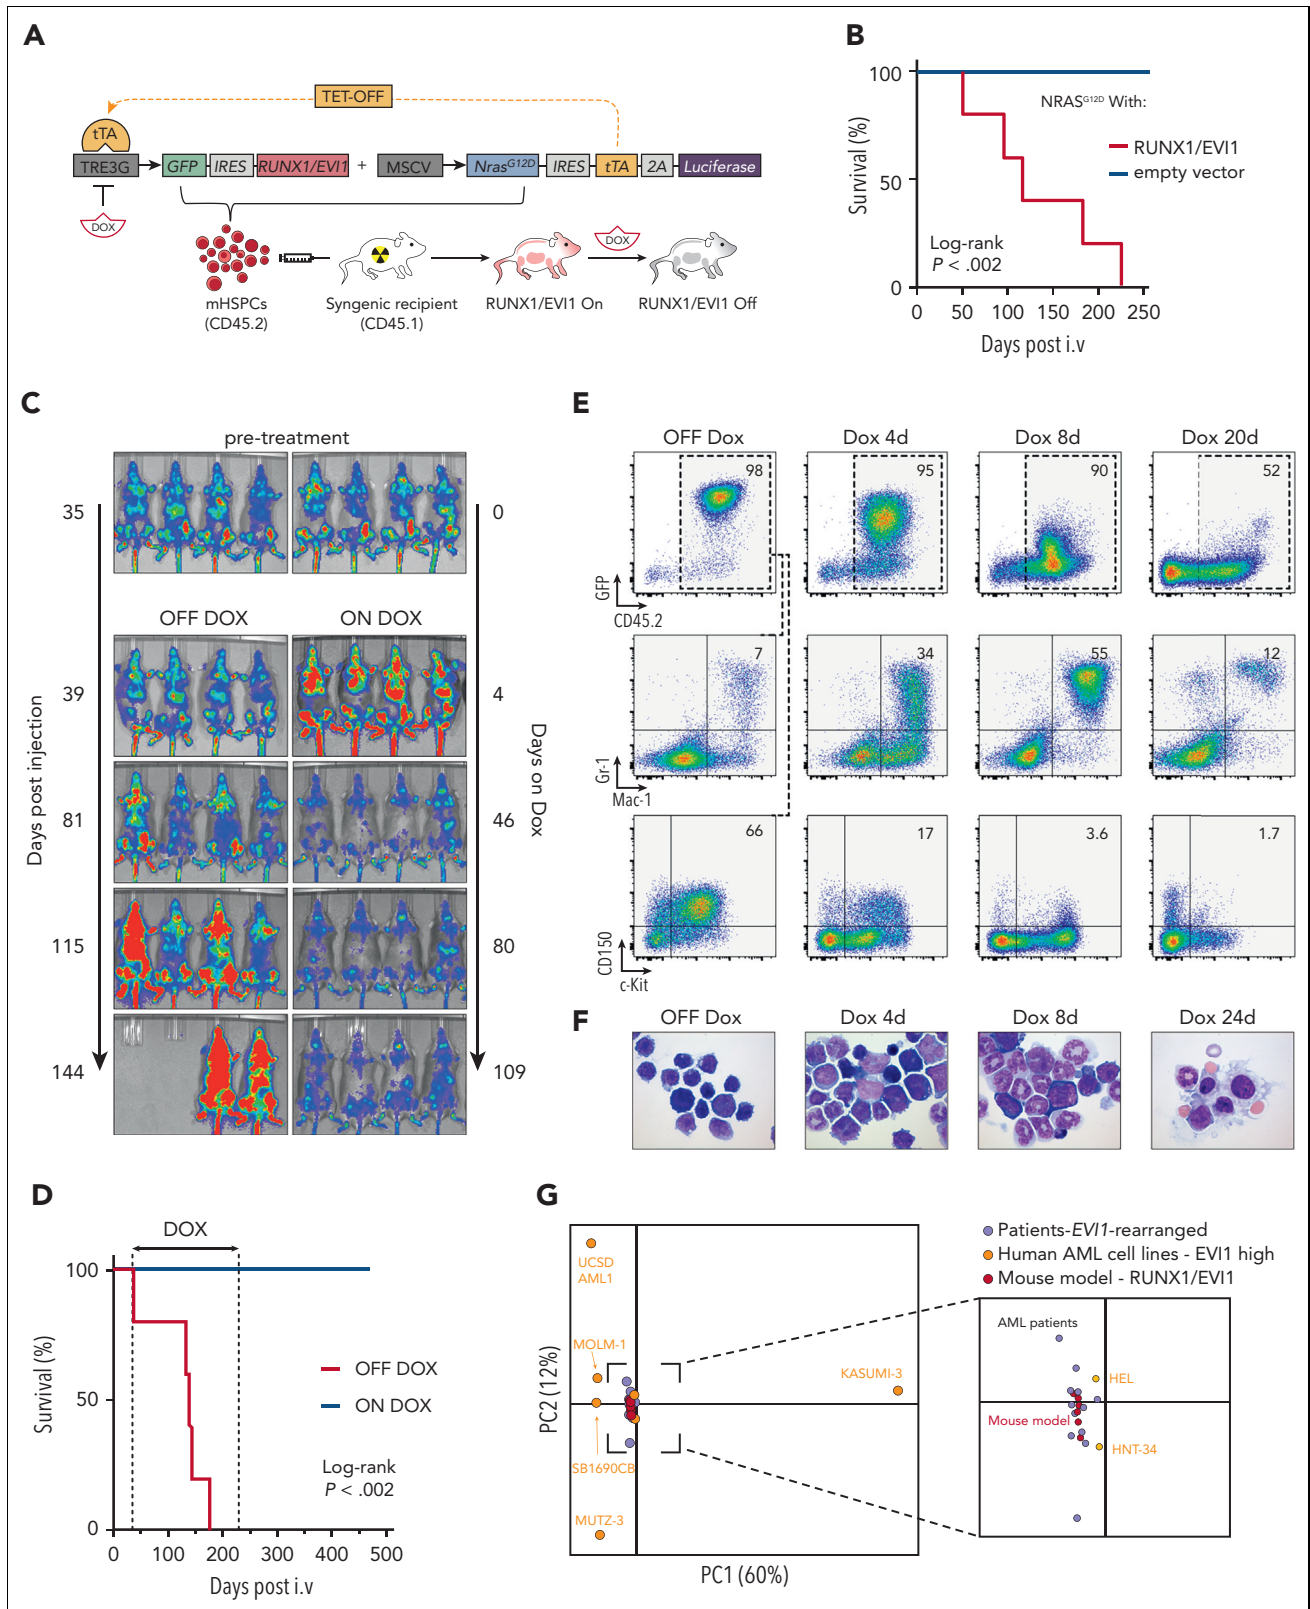 A
TET-OFF
tTA
TRE3G
GFP
IRES
RUNX1/EVI1
+
MSCV
Nras^G12D
IRES
tTA
2A
Luciferase
DOX
DOX
mHSPCs
(CD45.2)
Syngenic recipient
(CD45.1)
RUNX1/EVI1 On
RUNX1/EVI1 Off
B
Survival (%)
100
50
0
NRAS^G12D With:
RUNX1/EVI1
empty vector
Log-rank
P < .002
0 50 100 150 200 250
Days post i.v
C
pre-treatment
35
0
OFF DOX
ON DOX
39
4
81
46
115
80
144
109
Days post injection
Days on Dox
D
DOX
Survival (%)
100
50
0
OFF DOX
ON DOX
Log-rank
P < .002
0 100 200 300 400 500
Days post i.v
E
OFF Dox
Dox 4d
Dox 8d
Dox 20d
98
95
90
52
GFP
CD45.2
7
34
55
12
Gr-1
Mac-1
66
17
3.6
1.7
CD150
c-Kit
F
OFF Dox
Dox 4d
Dox 8d
Dox 24d
G
Patients-EVI1-rearranged
Human AML cell lines - EVI1 high
Mouse model - RUNX1/EVI1
UCSD
AML1
MOLM-1
KASUMI-3
SB1690CB
MUTZ-3
PC2 (12%)
PC1 (60%)
AML patients
HEL
Mouse model
HNT-34